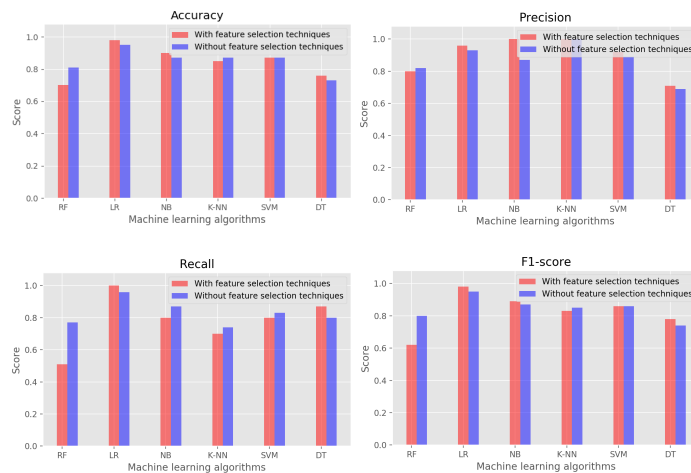 Accuracy
With feature selection techniques
Without feature selection techniques
1.0
0.8
0.6
0.4
0.2
0.0
Score
RF LR NB K-NN SVM DT
Machine learning algorithms
Precision
With feature selection techniques
Without feature selection techniques
1.0
0.8
0.6
0.4
0.2
0.0
Score
RF LR NB K-NN SVM DT
Machine learning algorithms
Recall
With feature selection techniques
Without feature selection techniques
1.0
0.8
0.6
0.4
0.2
0.0
Score
RF LR NB K-NN SVM DT
Machine learning algorithms
F1-score
With feature selection techniques
Without feature selection techniques
1.0
0.8
0.6
0.4
0.2
0.0
Score
RF LR NB K-NN SVM DT
Machine learning algorithms